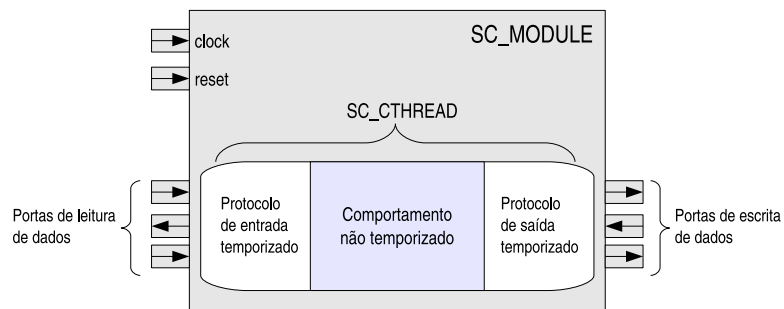 clock
SC_MODULE
reset
SC_CTHREAD
Portas de leitura
de dados
Protocolo
de entrada
temporizado
Comportamento
não temporizado
Protocolo
de saída
temporizado
Portas de escrita
de dados